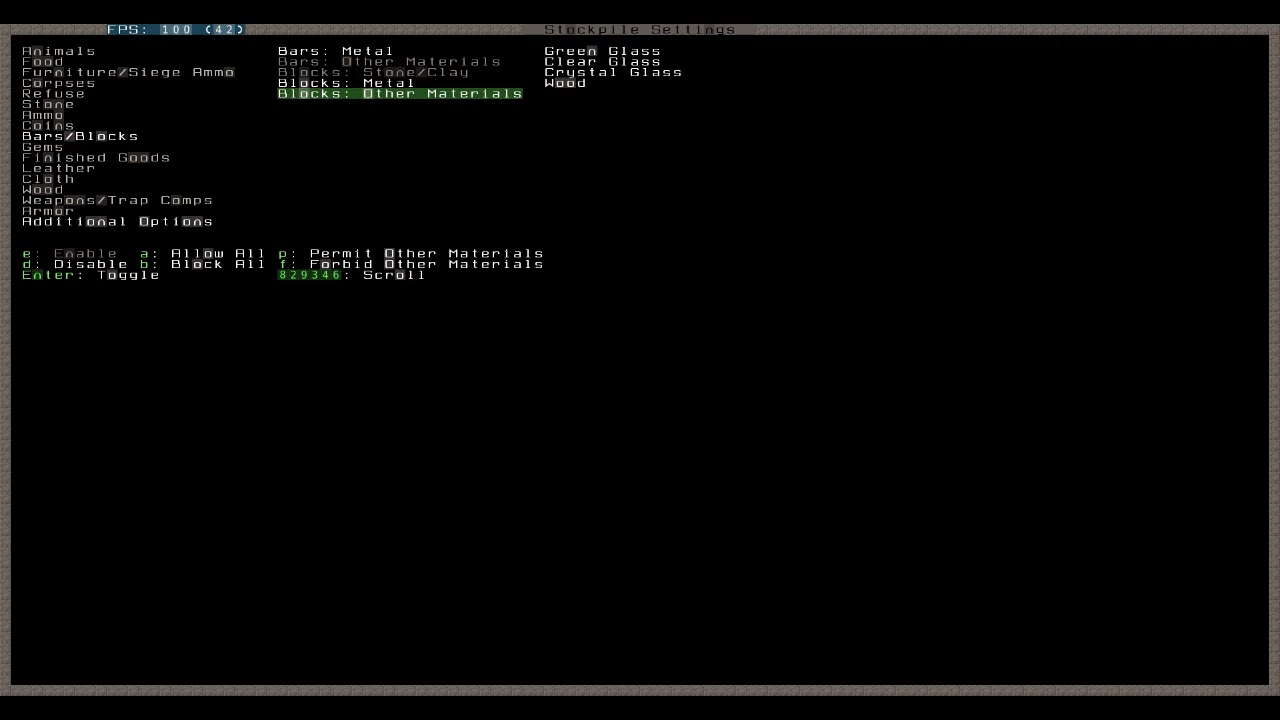 FPS: 100 (42) Stockpile Settings
Animals Bars: Metal Green Glass
Food Bars: Other Materials Clear Glass
Furniture/Siege Ammo Blocks: Stone/Clay Crystal Glass
Corpses Blocks: Metal Wood
Refuse Blocks: Other Materials
Stone
Ammo
Coins
Bars/Blocks
Gems
Finished Goods
Leather
Cloth
Wood
Weapons/Trap Comps
Armor
Additional Options
e: Enable a: Allow All p: Permit Other Materials
d: Disable b: Block All f: Forbid Other Materials
Enter: Toggle 829346: Scroll